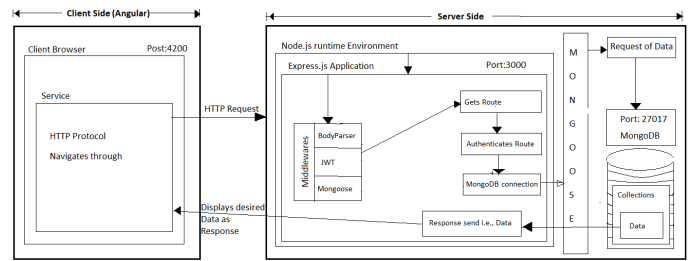 Client Side (Angular)
Server Side
Client Browser
Post:4200
Service
HTTP Protocol
Navigates through
HTTP Request
Displays desired
Data as
Response
Node.js runtime Environment
Express.js Application
Port:3000
Middlewares
BodyParser
JWT
Mongoose
Gets Route
Authenticates Route
MongoDB connection
Response send i.e., Data
MONGOOSE
Request of Data
Port: 27017
MongoDB
Collections
Data